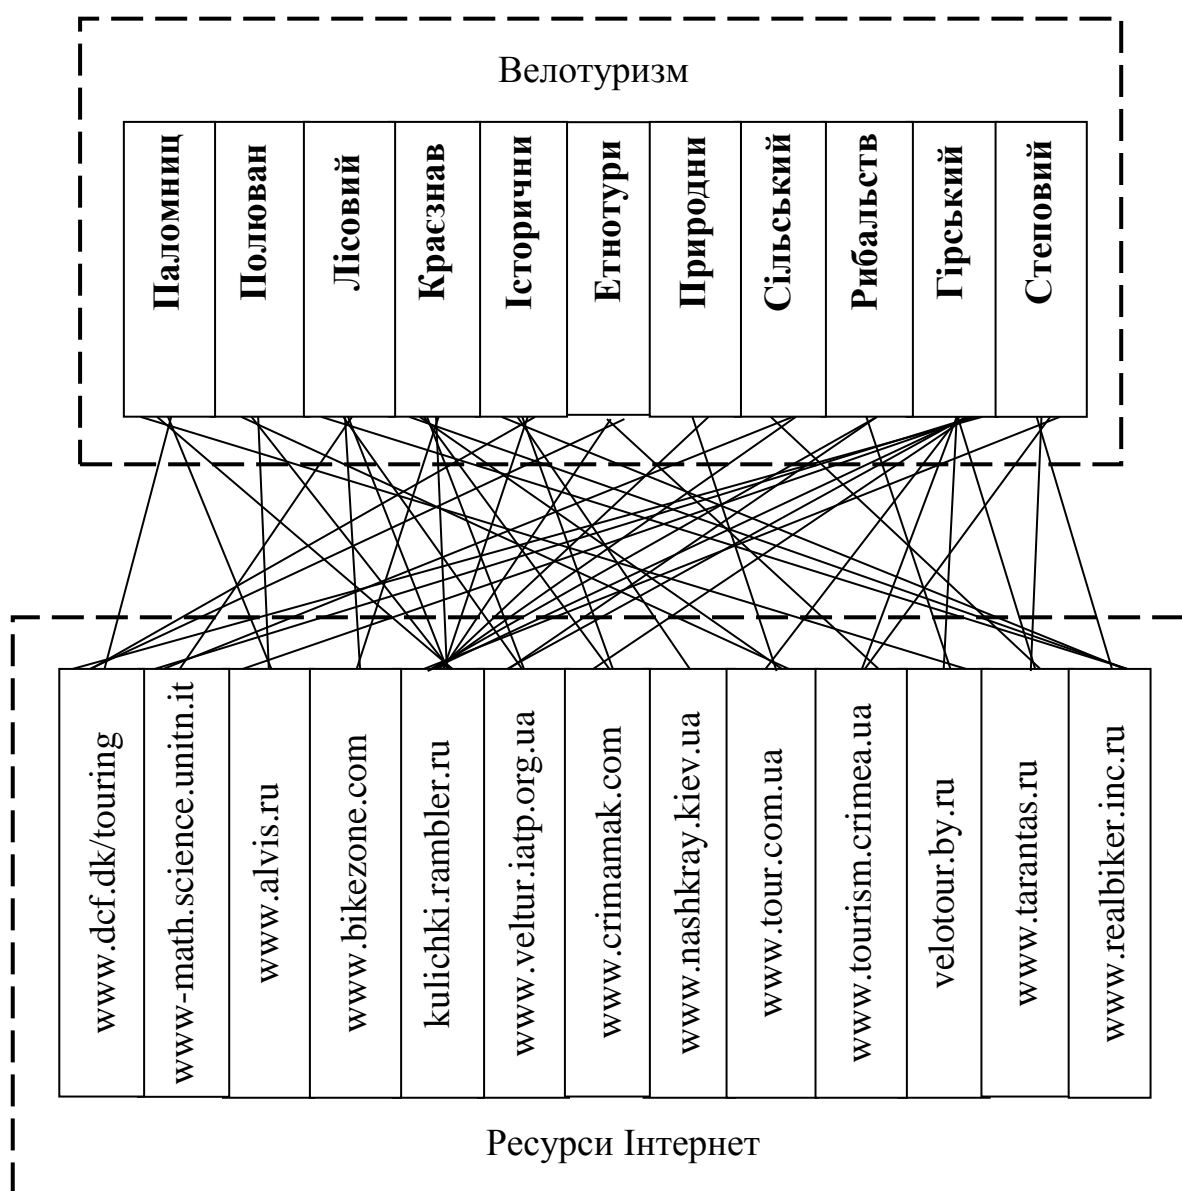 Велотуризм
Паломниц
Полюван
Лісовий
Краєзнав
Історични
Етнотури
Природни
Сільський
Рибальств
Гірський
Степовий
www.dcf.dk/touring
www-math.science.unitn.it
www.alvis.ru
www.bikezone.com
kulichki.rambler.ru
www.veltur.iatp.org.ua
www.crimamak.com
www.nashkray.kiev.ua
www.tour.com.ua
www.tourism.crimea.ua
velotour.by.ru
www.tarantas.ru
www.realbiker.inc.ru
Ресурси Інтернет